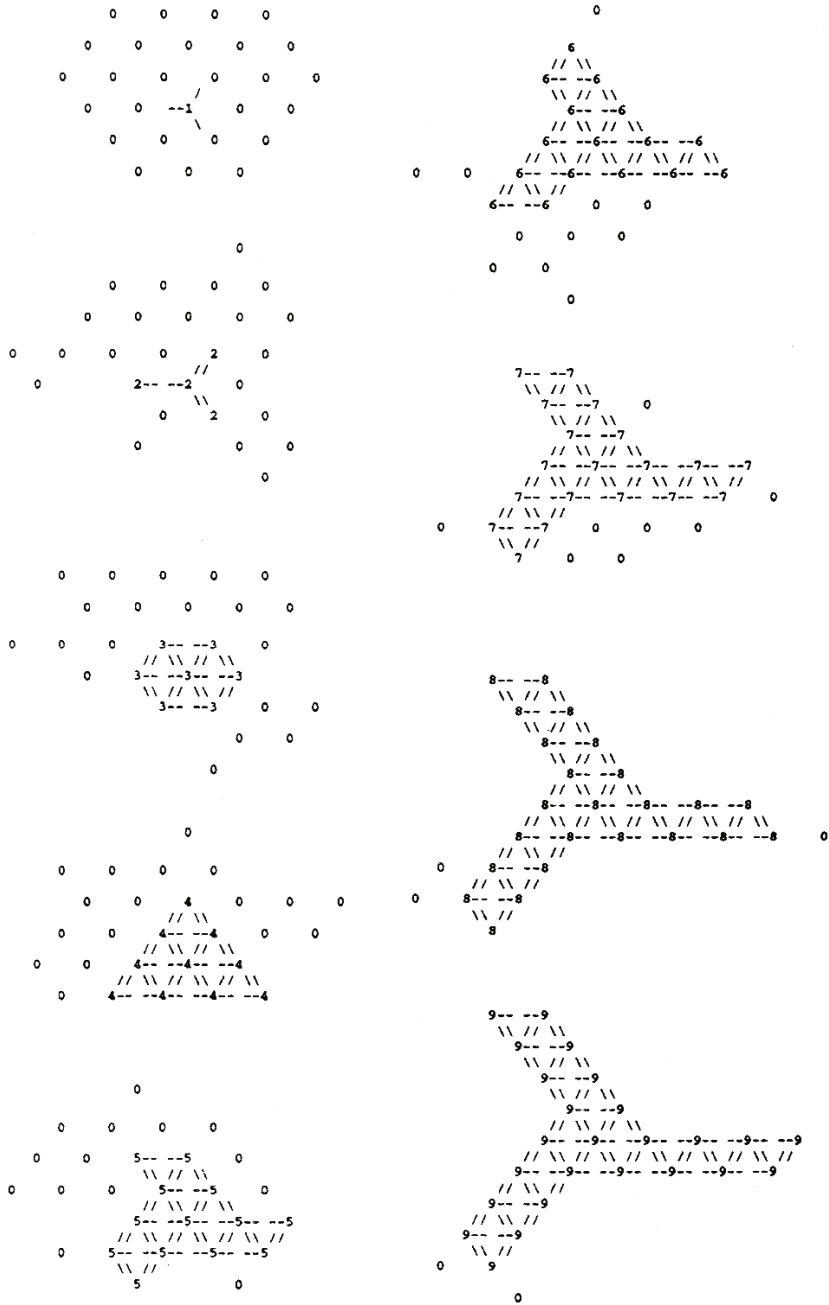 0 0 0 0
0 0 0 0 0
0 0 0 0 0 0
/
0 0 --1 0 0
\
0 0 0 0
0 0 0
0
0 0 0 0
0 0 0 0 0
0 0 0 0 2 0
//
0 2-- --2 0
\\
0 2 0
0 0 0
0
0 0 0 0 0
0 0 0 0 0
0 0 0 3-- --3 0
// \\ // \\
0 3-- --3-- --3
\\ // \\ //
3-- --3 0 0
0 0
0
0
0 0 0 0
0 0 4 0 0 0
// \\
0 0 4-- --4 0 0
// \\ // \\
0 0 4-- --4-- --4
// \\ // \\ // \\
0 4-- --4-- --4-- --4
0
0 0 0 0
0 0 5-- --5 0
\\ // \\
0 0 0 5-- --5 0
// \\ // \\
5-- --5-- --5-- --5
// \\ // \\ // \\ //
0 5-- --5-- --5-- --5
\\ //
5 0
0
6
// \\
6-- --6
\\ // \\
6-- --6
// \\ // \\
6-- --6-- --6-- --6
// \\ // \\ // \\ // \\
0 0 6-- --6-- --6-- --6-- --6
// \\ //
6-- --6 0 0
0 0 0
0 0
0
7-- --7
\\ // \\
7-- --7 0
\\ // \\
7-- --7
// \\ // \\
7-- --7-- --7-- --7-- --7
// \\ // \\ // \\ // \\ //
7-- --7-- --7-- --7-- --7 0
// \\ //
0 7-- --7 0 0 0
\\ //
7 0 0
8-- --8
\\ // \\
8-- --8
\\ // \\
8-- --8
\\ // \\
8-- --8
// \\ // \\
8-- --8-- --8-- --8-- --8
// \\ // \\ // \\ // \\ // \\
8-- --8-- --8-- --8-- --8-- --8 0
// \\ //
0 8-- --8
// \\ //
0 8-- --8
\\ //
8
9-- --9
\\ // \\
9-- --9
\\ // \\
9-- --9
\\ // \\
9-- --9
// \\ // \\
9-- --9-- --9-- --9-- --9-- --9
// \\ // \\ // \\ // \\ // \\ //
9-- --9-- --9-- --9-- --9-- --9
// \\ //
9-- --9
// \\ //
9-- --9
\\ //
0 9
0